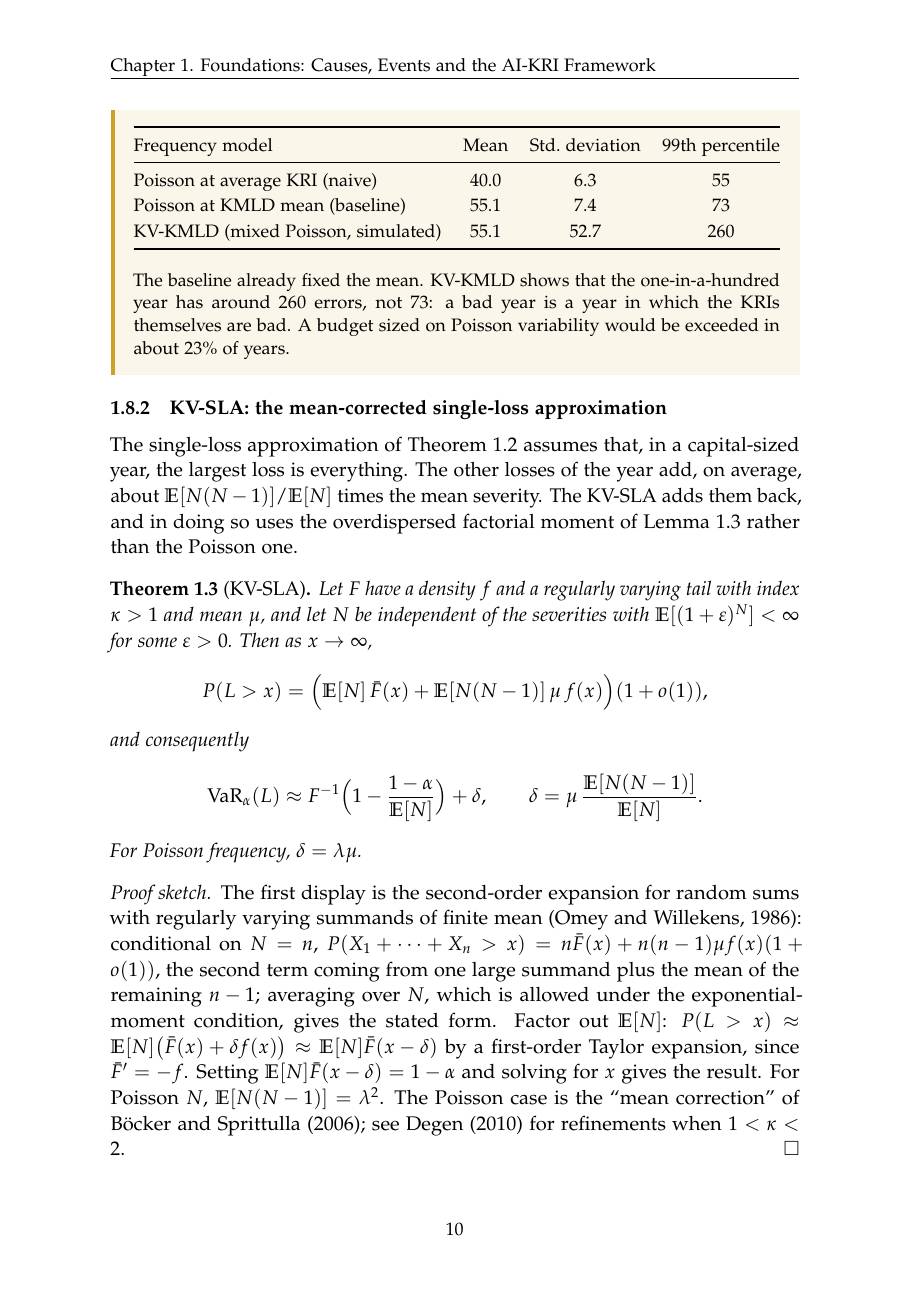 Chapter 1. Foundations: Causes, Events and the AI-KRI Framework
Frequency model Mean Std. deviation 99th percentile
Poisson at average KRI (naive) 40.0 6.3 55
Poisson at KMLD mean (baseline) 55.1 7.4 73
KV-KMLD (mixed Poisson, simulated) 55.1 52.7 260
The baseline already fixed the mean. KV-KMLD shows that the one-in-a-hundred
year has around 260 errors, not 73: a bad year is a year in which the KRIs
themselves are bad. A budget sized on Poisson variability would be exceeded in
about 23% of years.
1.8.2 KV-SLA: the mean-corrected single-loss approximation
The single-loss approximation of Theorem 1.2 assumes that, in a capital-sized
year, the largest loss is everything. The other losses of the year add, on average,
about 𝔼[N(N − 1)]/𝔼[N] times the mean severity. The KV-SLA adds them back,
and in doing so uses the overdispersed factorial moment of Lemma 1.3 rather
than the Poisson one.
Theorem 1.3 (KV-SLA). Let F have a density f and a regularly varying tail with index
κ > 1 and mean μ, and let N be independent of the severities with 𝔼[(1 + ε)ᴺ] < ∞
for some ε > 0. Then as x → ∞,
P(L > x) = (𝔼[N] F̄(x) + 𝔼[N(N − 1)] μ f(x))(1 + o(1)),
and consequently
VaRα(L) ≈ F⁻¹(1 − (1 − α)/𝔼[N]) + δ, δ = μ 𝔼[N(N − 1)]/𝔼[N].
For Poisson frequency, δ = λμ.
Proof sketch. The first display is the second-order expansion for random sums
with regularly varying summands of finite mean (Omey and Willekens, 1986):
conditional on N = n, P(X₁ + · · · + Xₙ > x) = nF̄(x) + n(n − 1)μf(x)(1 +
o(1)), the second term coming from one large summand plus the mean of the
remaining n − 1; averaging over N, which is allowed under the exponential-
moment condition, gives the stated form. Factor out 𝔼[N]: P(L > x) ≈
𝔼[N](F̄(x) + δf(x)) ≈ 𝔼[N]F̄(x − δ) by a first-order Taylor expansion, since
F̄′ = −f. Setting 𝔼[N]F̄(x − δ) = 1 − α and solving for x gives the result. For
Poisson N, 𝔼[N(N − 1)] = λ². The Poisson case is the “mean correction” of
Böcker and Sprittulla (2006); see Degen (2010) for refinements when 1 < κ <
2. □
10